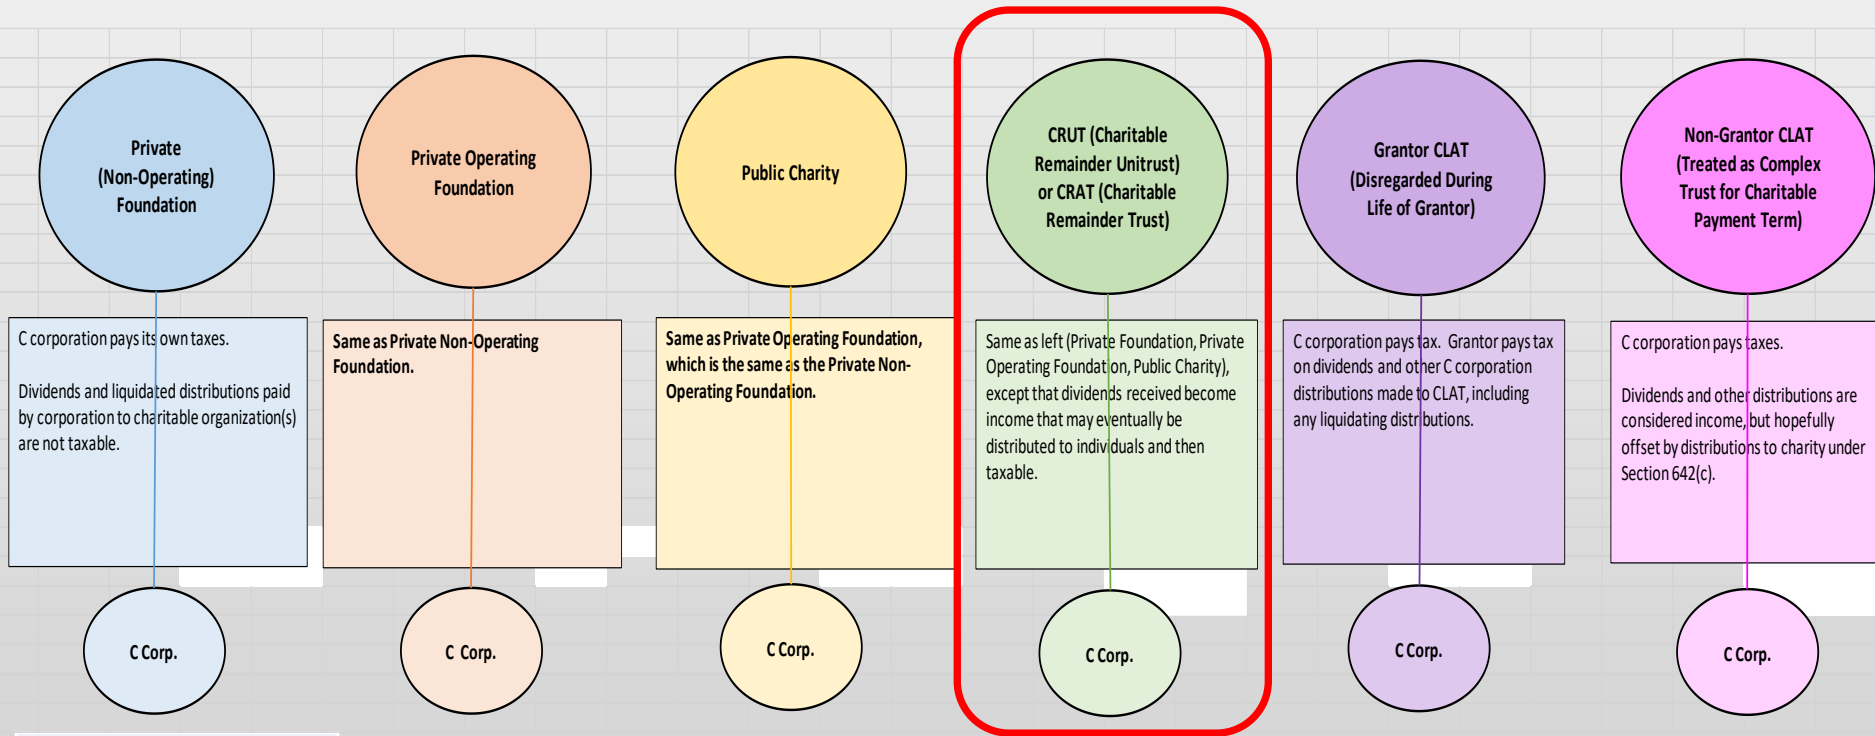 Private
(Non-Operating)
Foundation
C corporation pays its own taxes.
Dividends and liquidated distributions paid
by corporation to charitable organization(s)
are not taxable.
C Corp.
Private Operating
Foundation
Same as Private Non-Operating
Foundation.
C Corp.
Public Charity
Same as Private Operating Foundation,
which is the same as the Private Non-
Operating Foundation.
C Corp.
CRUT (Charitable
Remainder Unitrust)
or CRAT (Charitable
Remainder Trust)
Same as left (Private Foundation, Private
Operating Foundation, Public Charity),
except that dividends received become
income that may eventually be
distributed to individuals and then
taxable.
C Corp.
Grantor CLAT
(Disregarded During
Life of Grantor)
C corporation pays tax. Grantor pays tax
on dividends and other C corporation
distributions made to CLAT, including
any liquidating distributions.
C Corp.
Non-Grantor CLAT
(Treated as Complex
Trust for Charitable
Payment Term)
C corporation pays taxes.
Dividends and other distributions are
considered income, but hopefully
offset by distributions to charity under
Section 642(c).
C Corp.